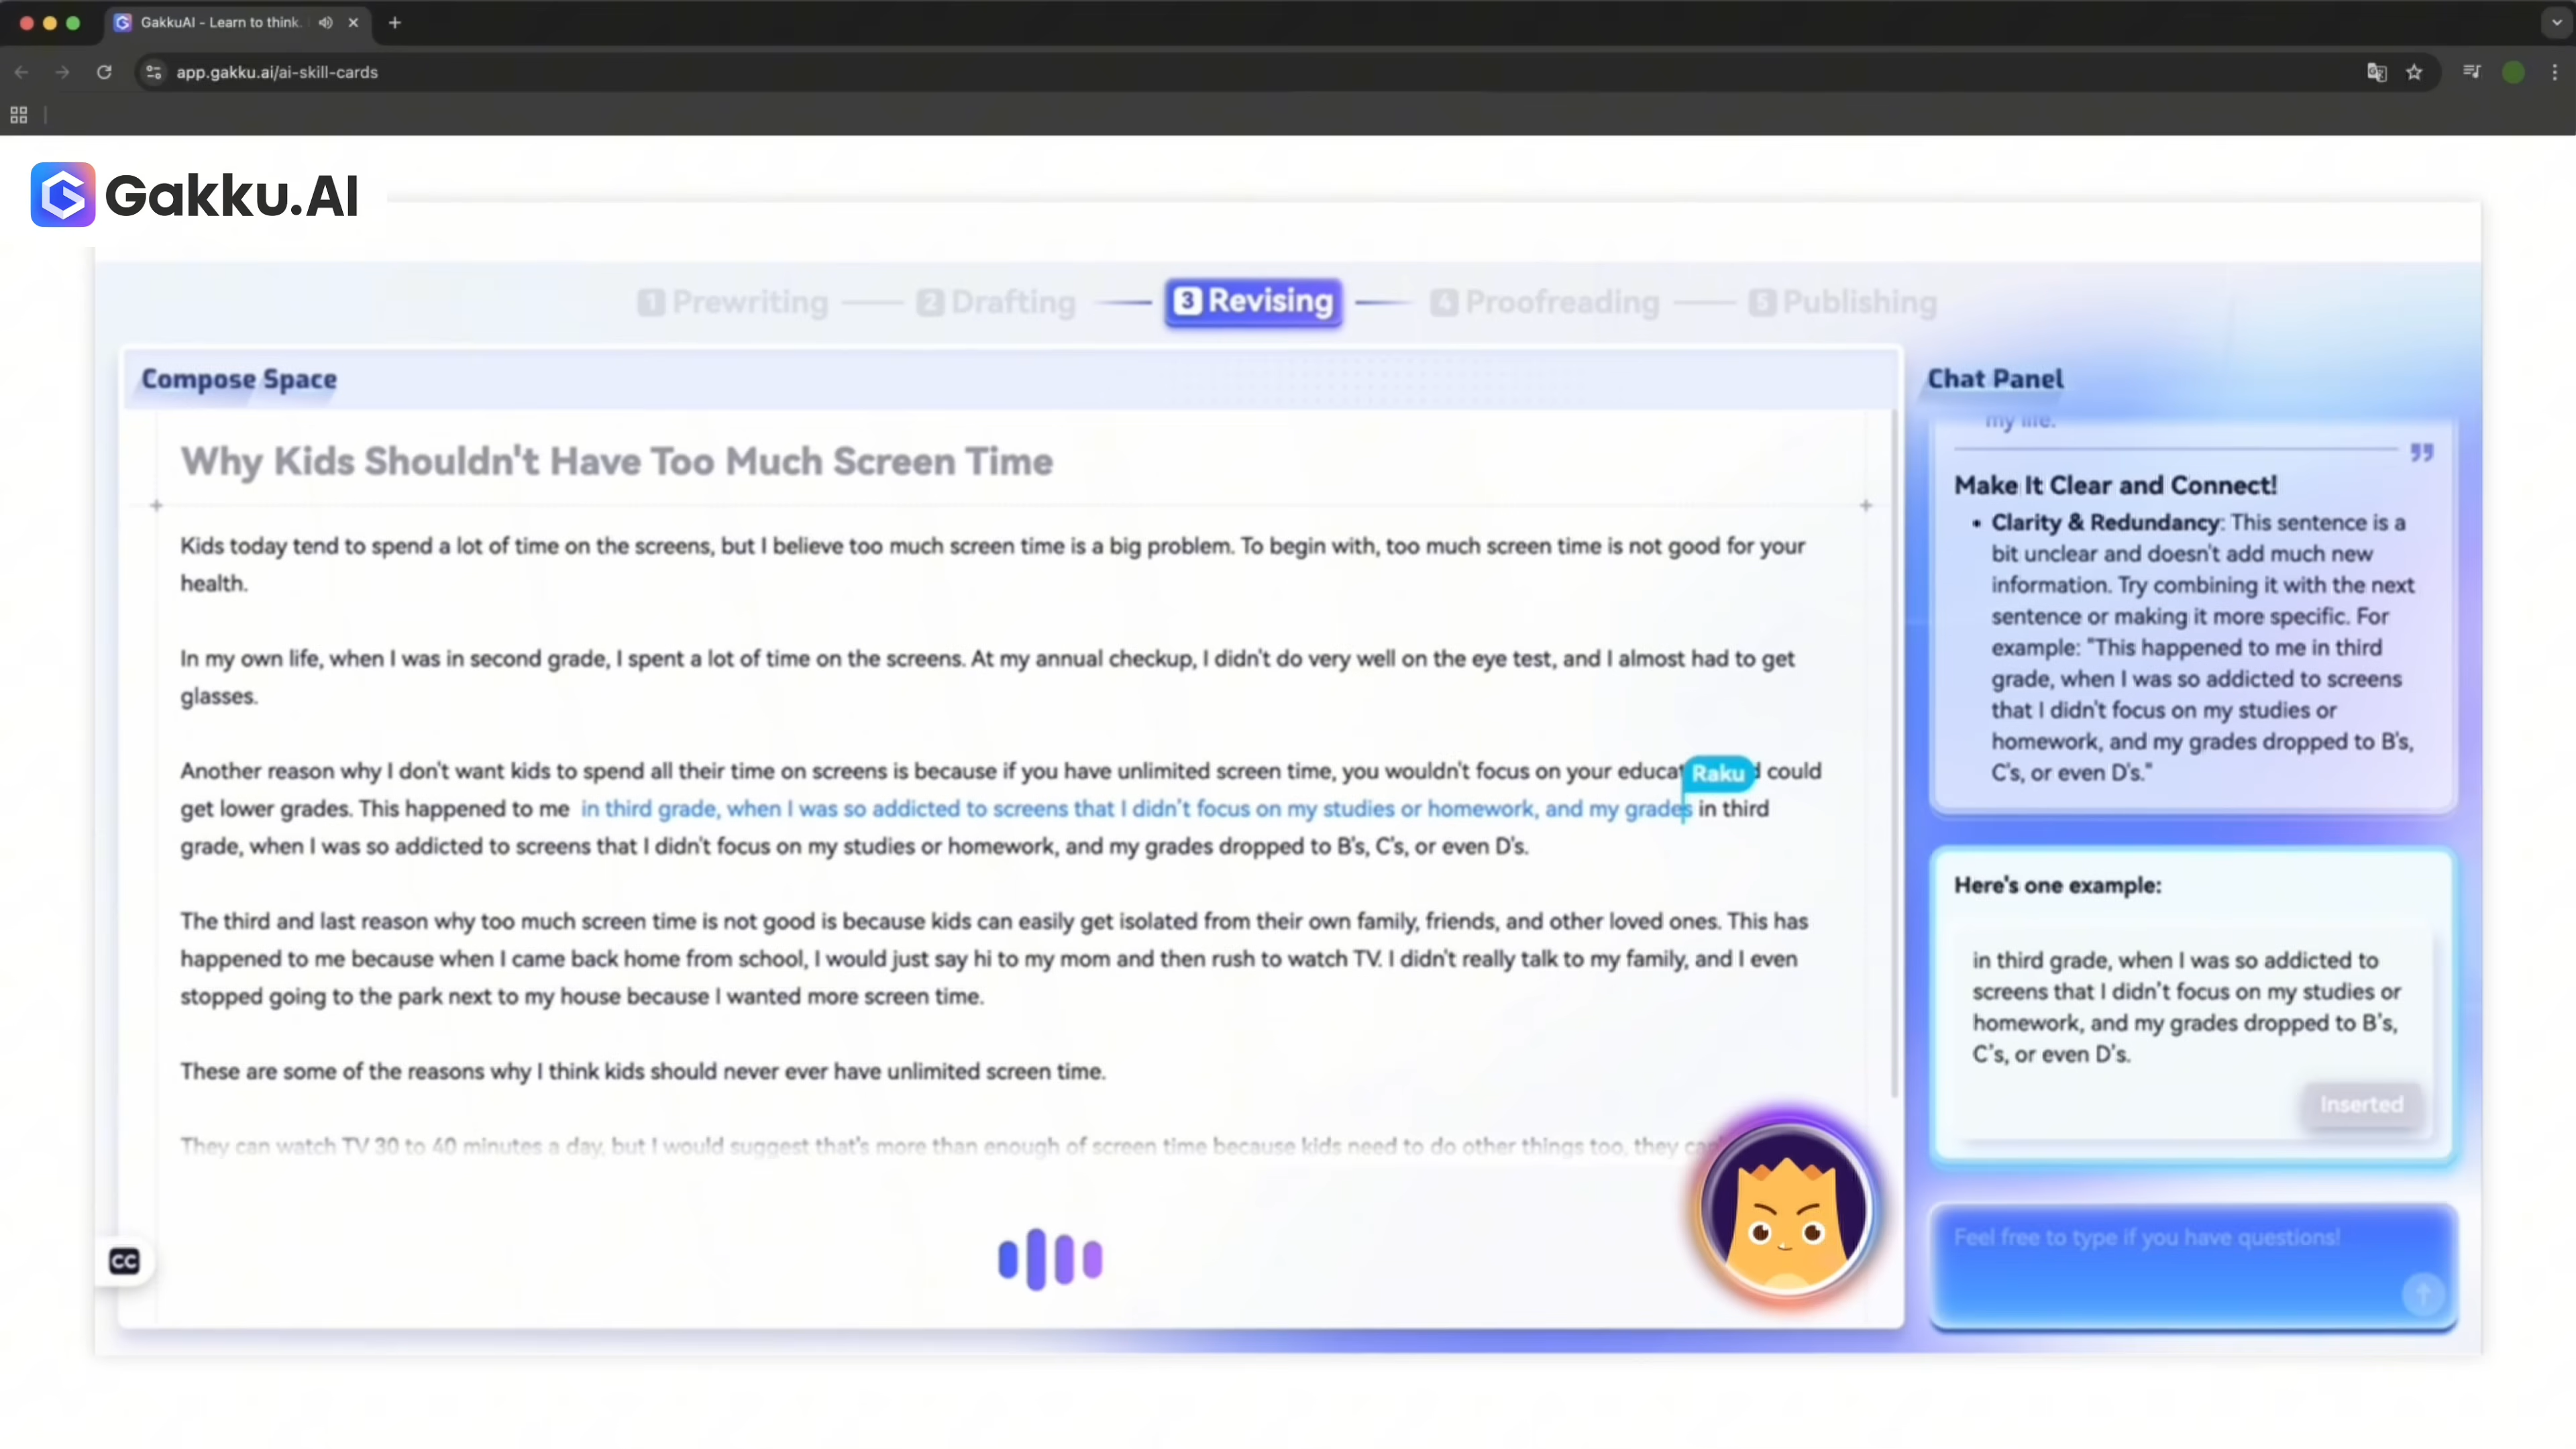 GakkuAI - Learn to think.
app.gakku.ai/ai-skill-cards
Gakku.AI
1 Prewriting
2 Drafting
3 Revising
4 Proofreading
5 Publishing
Compose Space
Why Kids Shouldn't Have Too Much Screen Time
Kids today tend to spend a lot of time on the screens, but I believe too much screen time is a big problem. To begin with, too much screen time is not good for your
health.
In my own life, when I was in second grade, I spent a lot of time on the screens. At my annual checkup, I didn't do very well on the eye test, and I almost had to get
glasses.
Another reason why I don't want kids to spend all their time on screens is because if you have unlimited screen time, you wouldn't focus on your could
Raku
get lower grades. This happened to me in third grade, when I was so addicted to screens that I didn't focus on my studies or homework, and my grades in third
grade, when I was so addicted to screens that I didn't focus on my studies or homework, and my grades dropped to B's, C's, or even D's.
The third and last reason why too much screen time is not good is because kids can easily get isolated from their own family, friends, and other loved ones. This has
happened to me because when I came back home from school, I would just say hi to my mom and then rush to watch TV. I didn't really talk to my family, and I even
stopped going to the park next to my house because I wanted more screen time.
These are some of the reasons why I think kids should never ever have unlimited screen time.
They can watch TV 30 to 40 minutes a day, but I would suggest that's more than enough of screen time because kids need to do other things too, they
CC
Chat Panel
my life.
Make It Clear and Connect!
• Clarity & Redundancy: This sentence is a
bit unclear and doesn't add much new
information. Try combining it with the next
sentence or making it more specific. For
example: "This happened to me in third
grade, when I was so addicted to screens
that I didn't focus on my studies or
homework, and my grades dropped to B's,
C's, or even D's."
Here's one example:
in third grade, when I was so addicted to
screens that I didn't focus on my studies or
homework, and my grades dropped to B's,
C's, or even D's.
Inserted
Feel free to type if you have questions!